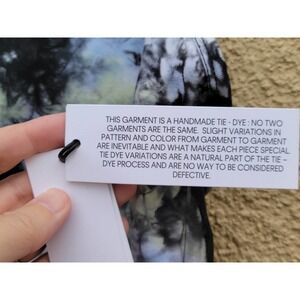 THIS GARMENT IS A HANDMADE TIE - DYE : NO TWO
GARMENTS ARE THE SAME. SLIGHT VARIATIONS IN
PATTERN AND COLOR FROM GARMENT TO GARMENT
ARE INEVITABLE AND WHAT MAKES EACH PIECE SPECIAL.
TIE DYE VARIATIONS ARE A NATURAL PART OF THE TIE -
DYE PROCESS AND ARE NO WAY TO BE CONSIDERED
DEFECTIVE.